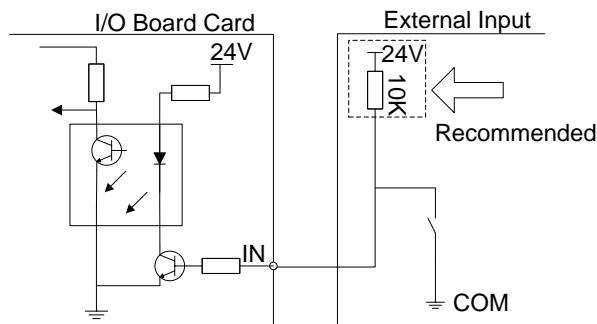 I/O Board Card
External Input
24V
24V
10K
Recommended
IN
COM